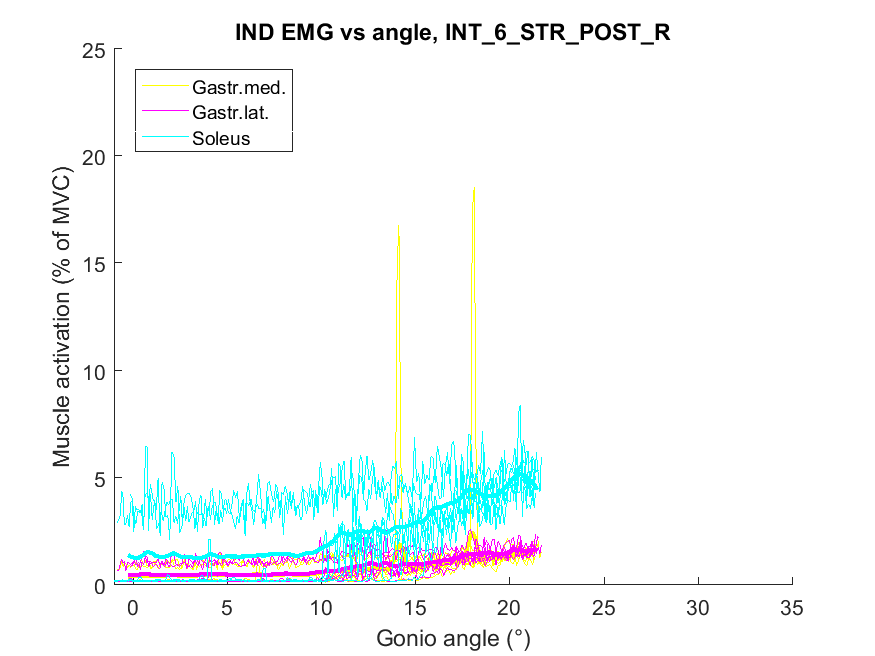 IND EMG vs angle, INT_6_STR_POST_R
25
Gastr.med.
Gastr.lat.
Soleus
20
15
10
5
0
Muscle activation (% of MVC)
0 5 10 15 20 25 30 35
Gonio angle (°)